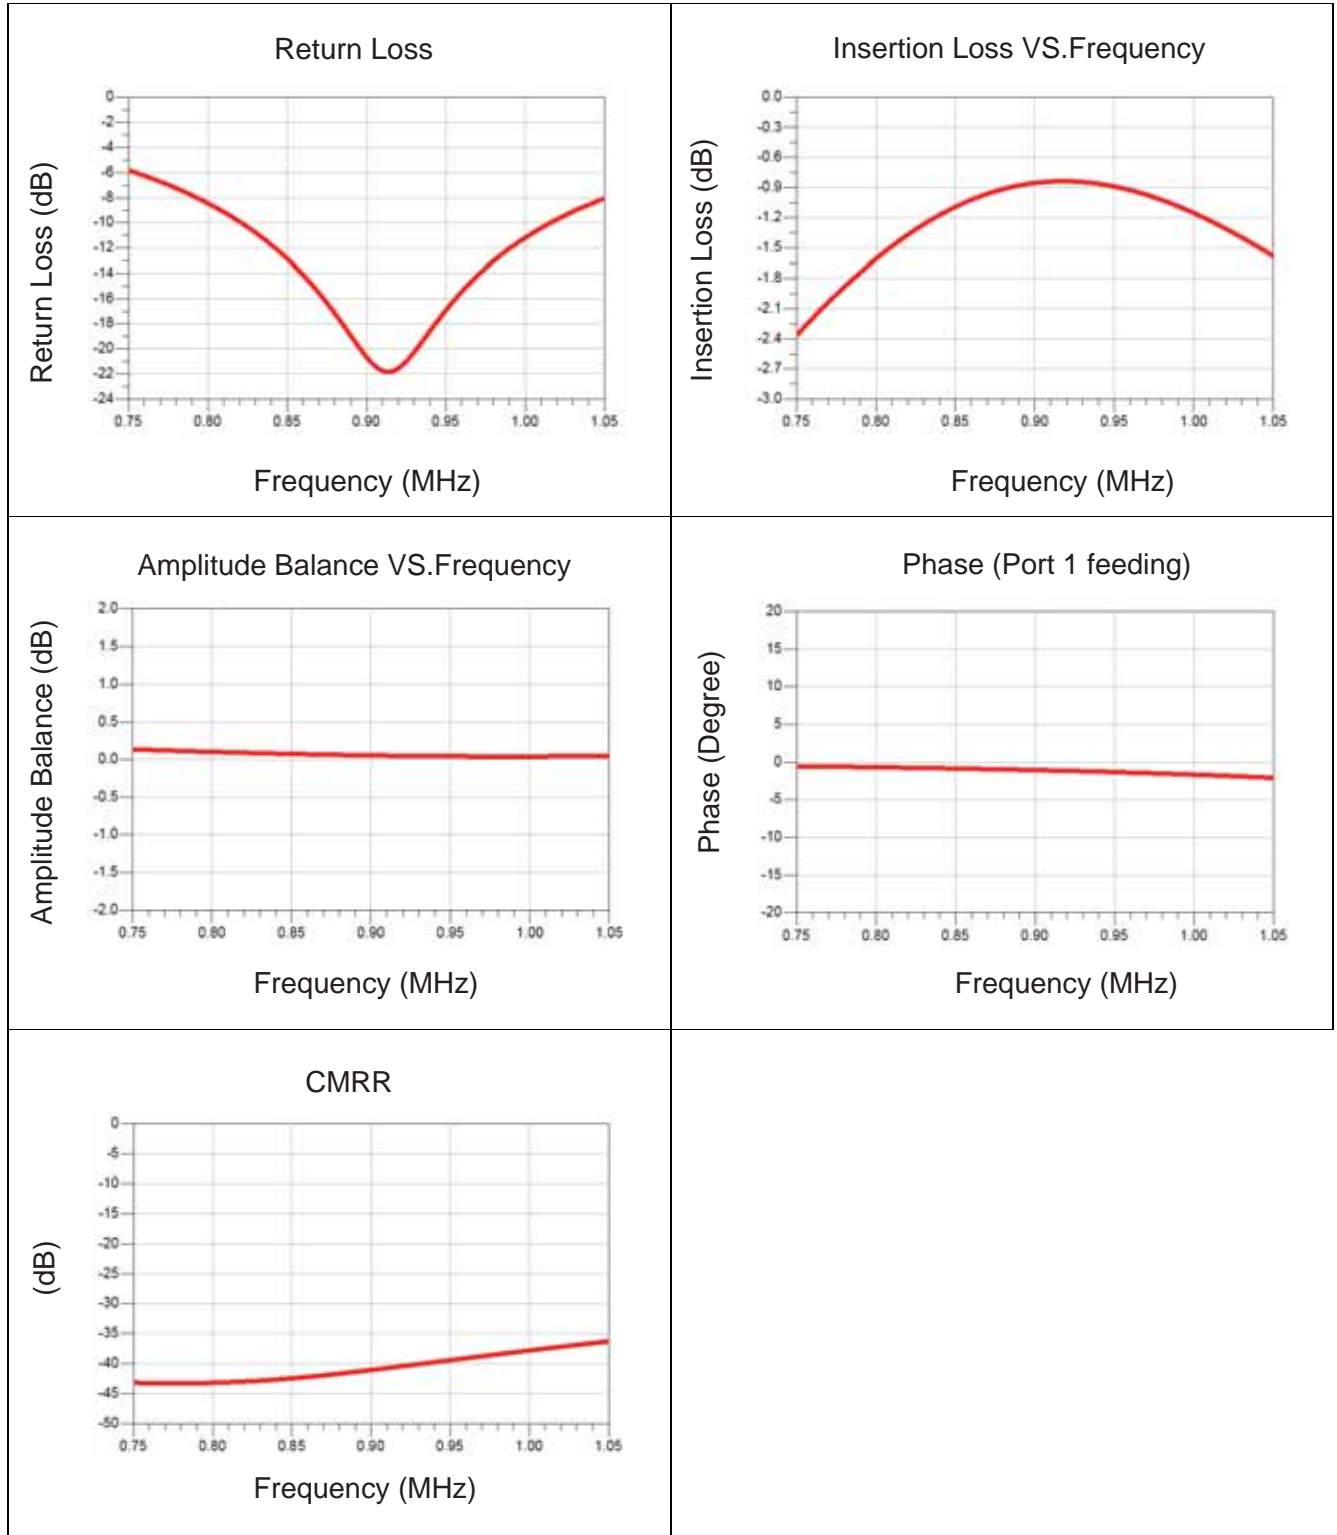 Return Loss
Return Loss (dB)
0
-2
-4
-6
-8
-10
-12
-14
-16
-18
-20
-22
-24
0.75 0.80 0.85 0.90 0.95 1.00 1.05
Frequency (MHz)
Insertion Loss VS.Frequency
Insertion Loss (dB)
0.0
-0.3
-0.6
-0.9
-1.2
-1.5
-1.8
-2.1
-2.4
-2.7
-3.0
0.75 0.80 0.85 0.90 0.95 1.00 1.05
Frequency (MHz)
Amplitude Balance VS.Frequency
Amplitude Balance (dB)
2.0
1.5
1.0
0.5
0.0
-0.5
-1.0
-1.5
-2.0
0.75 0.80 0.85 0.90 0.95 1.00 1.05
Frequency (MHz)
Phase (Port 1 feeding)
Phase (Degree)
20
15
10
5
0
-5
-10
-15
-20
0.75 0.80 0.85 0.90 0.95 1.00 1.05
Frequency (MHz)
CMRR
(dB)
0
-5
-10
-15
-20
-25
-30
-35
-40
-45
-50
0.75 0.80 0.85 0.90 0.95 1.00 1.05
Frequency (MHz)